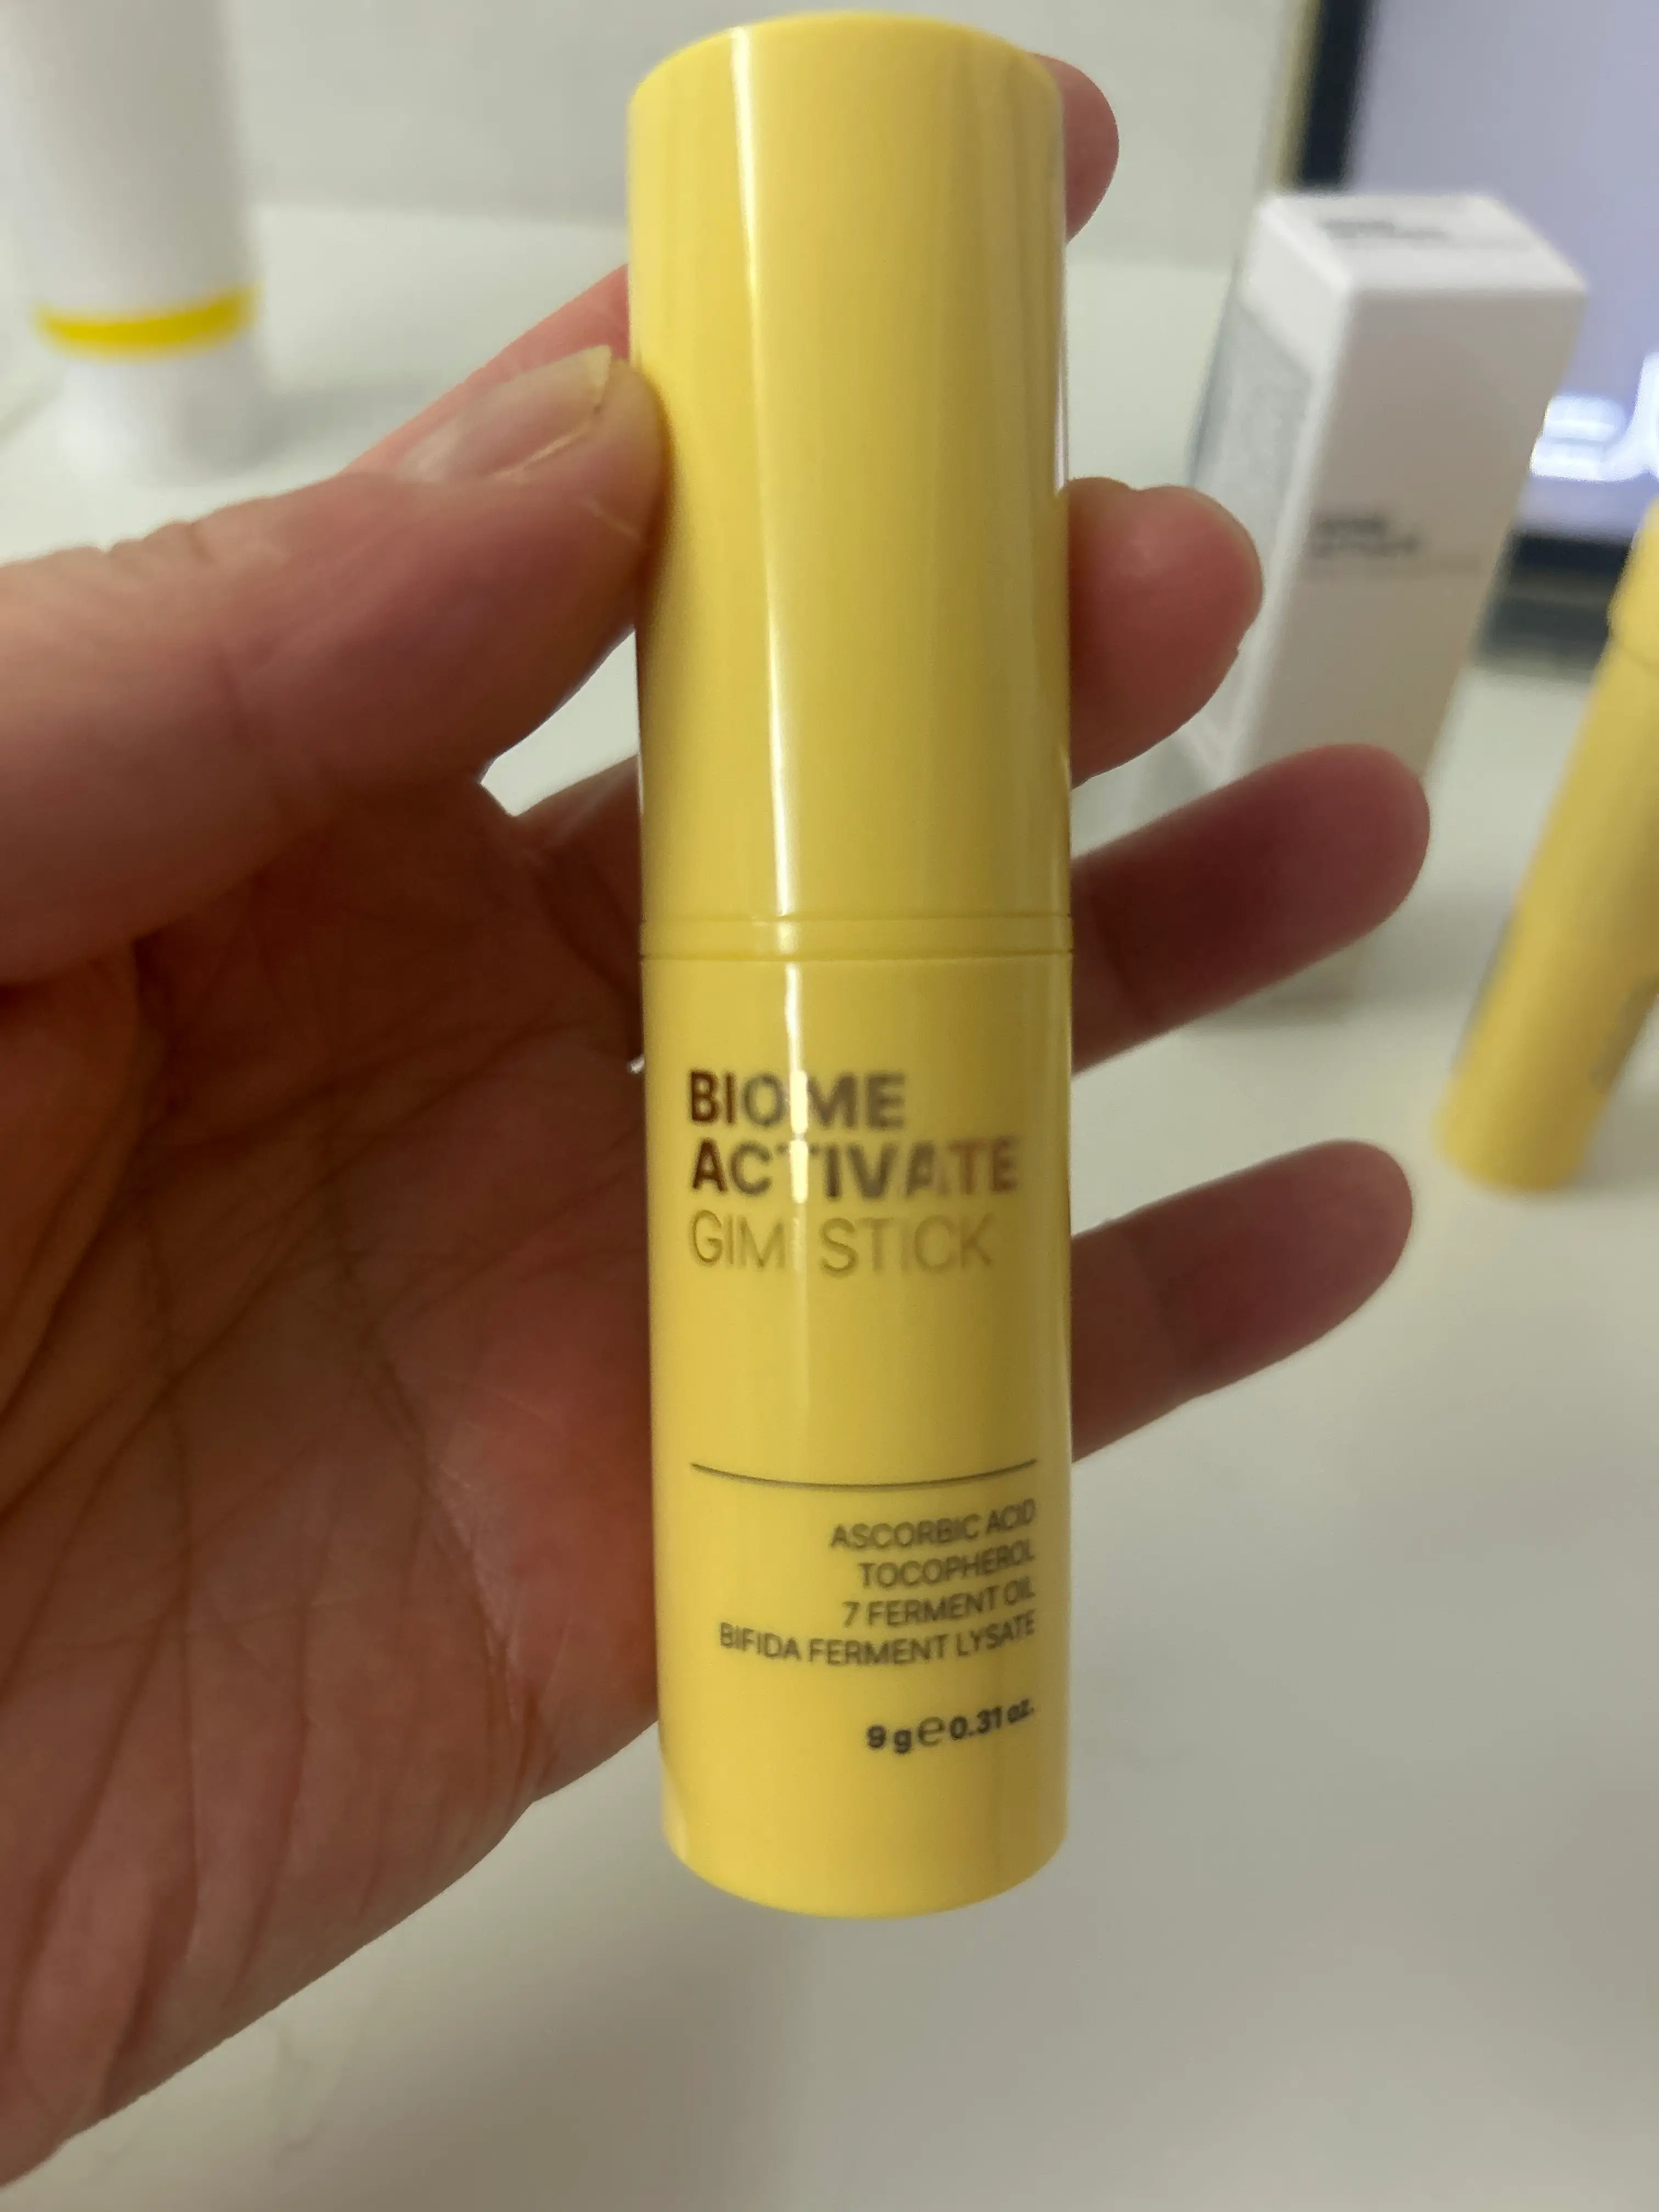 BIOME
ACTIVATE
GIMI STICK
ASCORBIC ACID
TOCOPHEROL
7 FERMENT OIL
BIFIDA FERMENT LYSATE
9 g ℮ 0.31 oz.